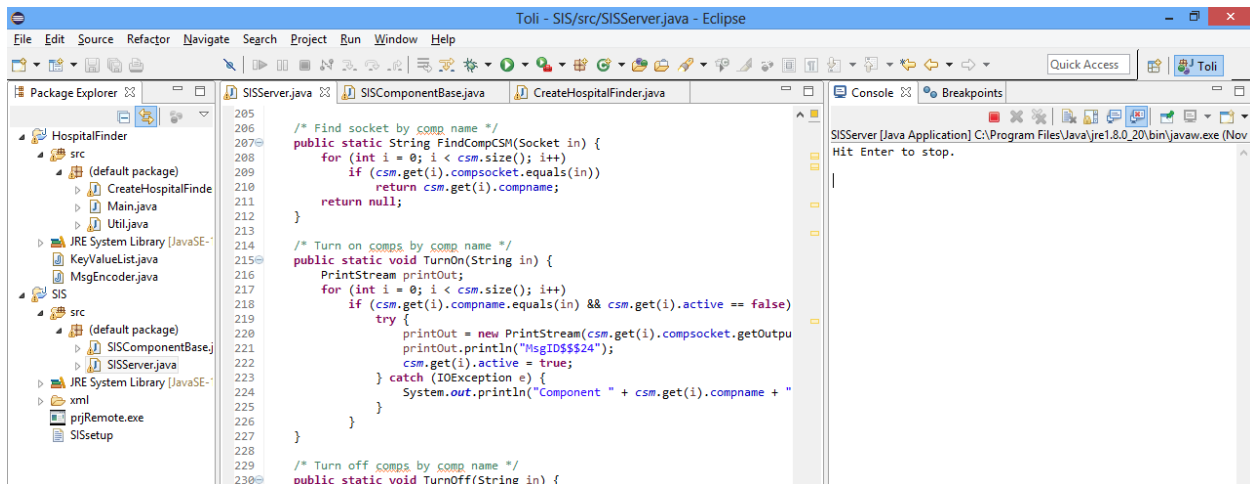 Toli - SIS/src/SISServer.java - Eclipse
File Edit Source Refactor Navigate Search Project Run Window Help
Quick Access
Toli
Package Explorer
HospitalFinder
src
(default package)
CreateHospitalFinde
Main.java
Util.java
JRE System Library [JavaSE-1
KeyValueList.java
MsgEncoder.java
SIS
src
(default package)
SISComponentBase.j
SISServer.java
JRE System Library [JavaSE-1
xml
prjRemote.exe
SISsetup
SISServer.java SISComponentBase.java CreateHospitalFinder.java
205
206 /* Find socket by comp name */
207 public static String FindCompCSM(Socket in) {
208 for (int i = 0; i < csm.size(); i++)
209 if (csm.get(i).compsocket.equals(in))
210 return csm.get(i).compname;
211 return null;
212 }
213
214 /* Turn on comps by comp name */
215 public static void TurnOn(String in) {
216 PrintStream printOut;
217 for (int i = 0; i < csm.size(); i++)
218 if (csm.get(i).compname.equals(in) && csm.get(i).active == false)
219 try {
220 printOut = new PrintStream(csm.get(i).compsocket.getOutpu
221 printOut.println("MsgID$$$24");
222 csm.get(i).active = true;
223 } catch (IOException e) {
224 System.out.println("Component " + csm.get(i).compname + "
225 }
226 }
227 }
228
229 /* Turn off comps by comp name */
230 public static void TurnOff(String in) {
Console Breakpoints
SISServer [Java Application] C:\Program Files\Java\jre1.8.0_20\bin\javaw.exe (Nov
Hit Enter to stop.